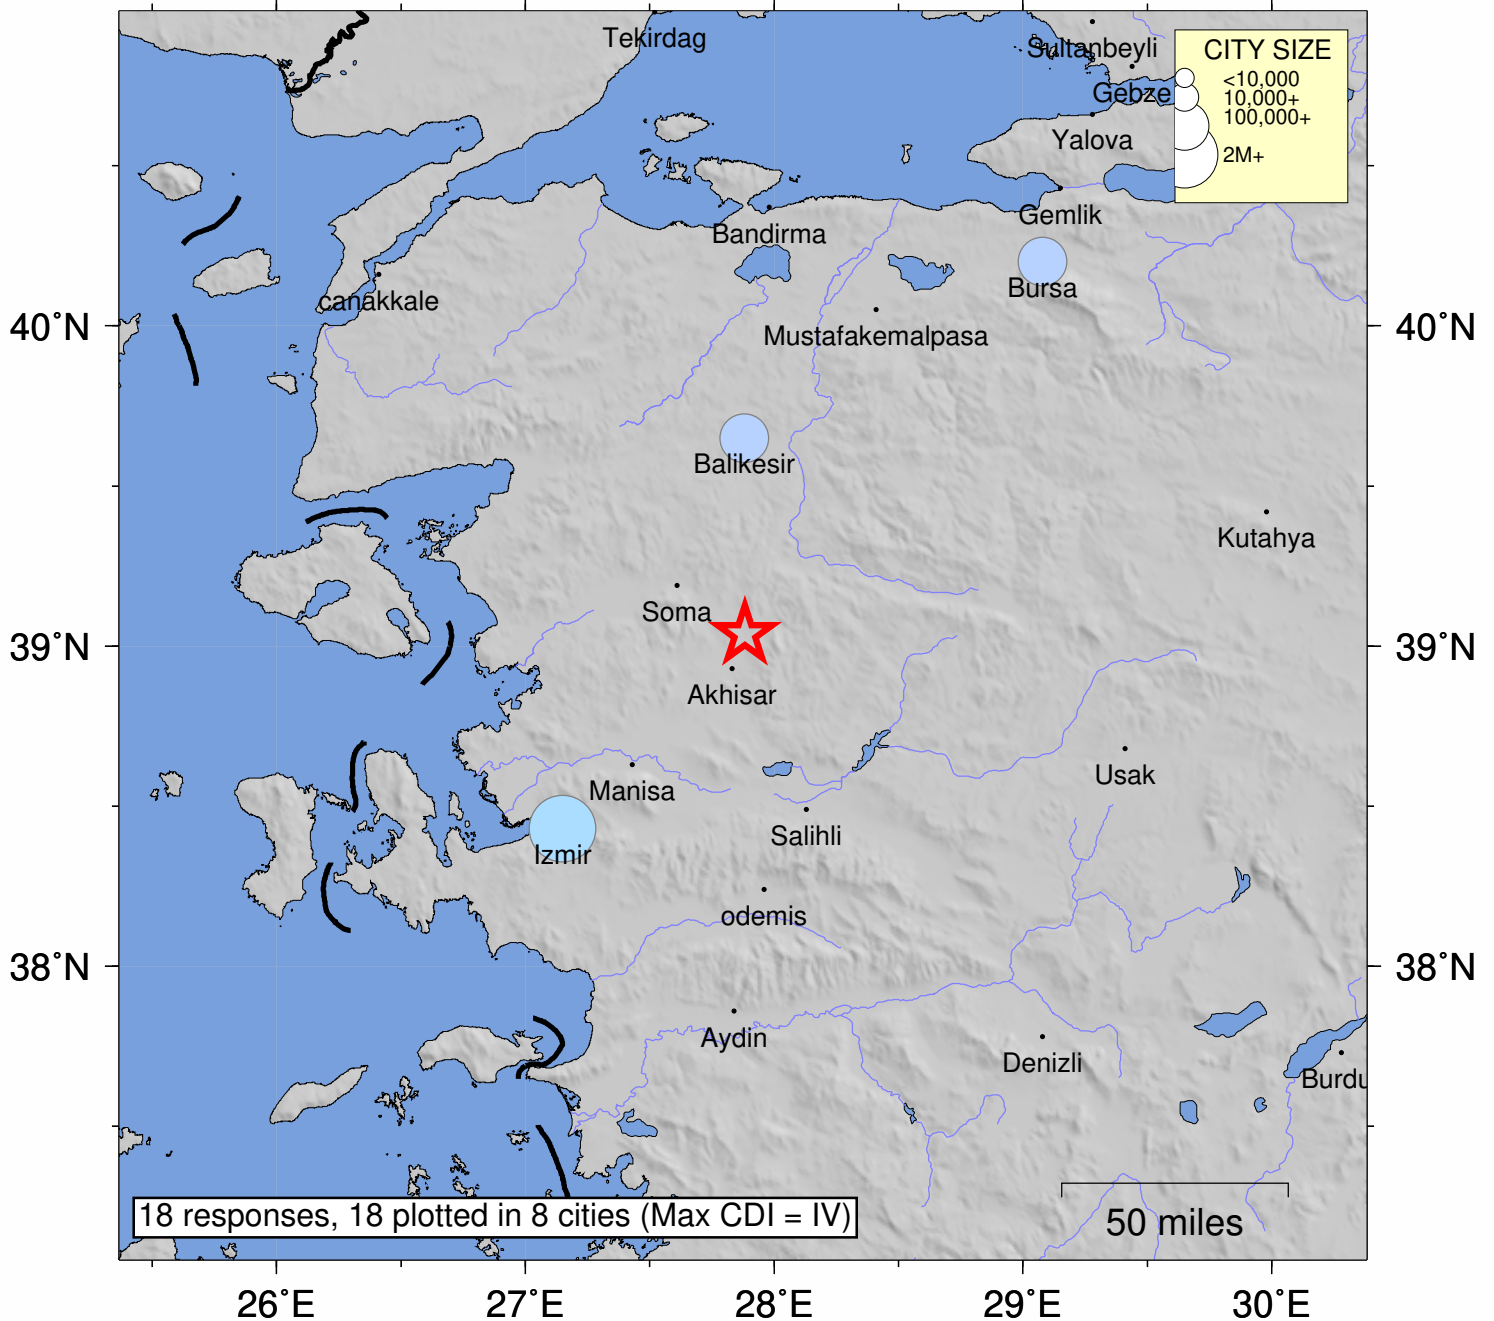 Tekirdag
Sultanbeyli
CITY SIZE
<10,000
10,000+
100,000+
2M+
Gebze
Yalova
Gemlik
Bandirma
Bursa
canakkale
40°N
Mustafakemalpasa
40°N
Balikesir
Kutahya
Soma
39°N
39°N
Akhisar
Usak
Manisa
Salihli
Izmir
odemis
38°N
38°N
Aydin
Denizli
Burdu
18 responses, 18 plotted in 8 cities (Max CDI = IV)
50 miles
26°E
27°E
28°E
29°E
30°E